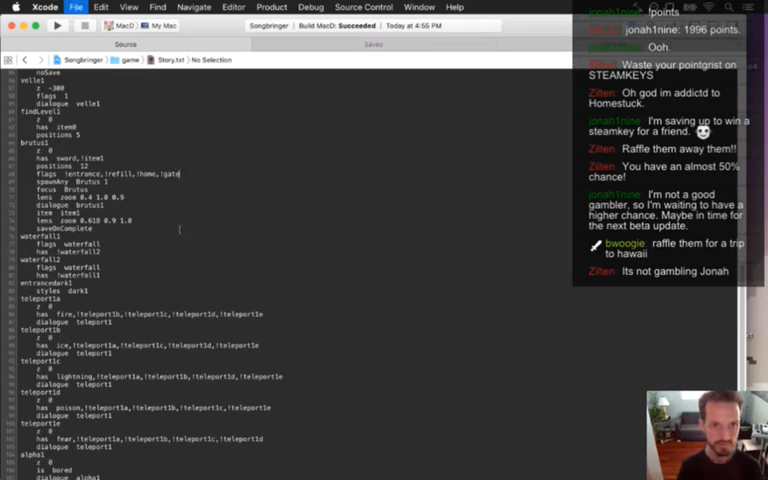 Xcode File Edit View Find Navigate Editor Product Debug Source Control Window Help
MacD
My Mac
Songbringer
Build MacD: Succeeded
Today at 4:55 PM
Source
Saves
Songbringer
game
Story.txt
No Selection
noSave
velle1
z -300
flags 1
dialogue velle1
findLevel1
z 0
has item0
positions 5
brutus1
z 0
has sword,!item1
positions 12
flags !entrance,!refill,!home,!gate
spawnAny Brutus 1
focus Brutus
lens zoom 0.4 1.0 0.9
dialogue brutus1
item item1
lens zoom 0.618 0.9 1.0
saveOnComplete
waterfall1
flags waterfall
has !waterfall2
waterfall2
flags waterfall
has !waterfall1
entrancedark1
styles dark1
teleport1a
z 0
has fire,!teleport1b,!teleport1c,!teleport1d,!teleport1e
dialogue teleport1
teleport1b
z 0
has ice,!teleport1a,!teleport1c,!teleport1d,!teleport1e
dialogue teleport1
teleport1c
z 0
has lightning,!teleport1a,!teleport1b,!teleport1d,!teleport1e
dialogue teleport1
teleport1d
z 0
has poison,!teleport1a,!teleport1b,!teleport1c,!teleport1e
dialogue teleport1
teleport1e
z 0
has fear,!teleport1a,!teleport1b,!teleport1c,!teleport1d
dialogue teleport1
alpha1
z 0
is bored
dialogue alpha1
jonah1nine: !points
jonah1nine: 1996 points.
Ooh.
Zilten: Waste your pointgrist on
STEAMKEYS
Zilten: Oh god im addictd to
Homestuck.
jonah1nine: I'm saving up to win a
steamkey for a friend.
Zilten: Raffle them away them!!
Zilten: You have an almost 50%
chance!
jonah1nine: I'm not a good
gambler, so I'm waiting to have a
higher chance. Maybe in time for
the next beta update.
bwoogie: raffle them for a trip
to hawaii
Zilten: Its not gambling Jonah